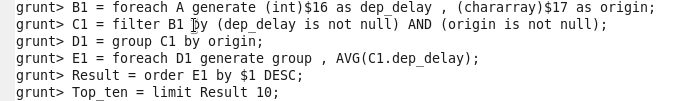 grunt> B1 = foreach A generate (int)$16 as dep_delay , (chararray)$17 as origin;
grunt> C1 = filter B1 by (dep_delay is not null) AND (origin is not null);
grunt> D1 = group C1 by origin;
grunt> E1 = foreach D1 generate group , AVG(C1.dep_delay);
grunt> Result = order E1 by $1 DESC;
grunt> Top_ten = limit Result 10;